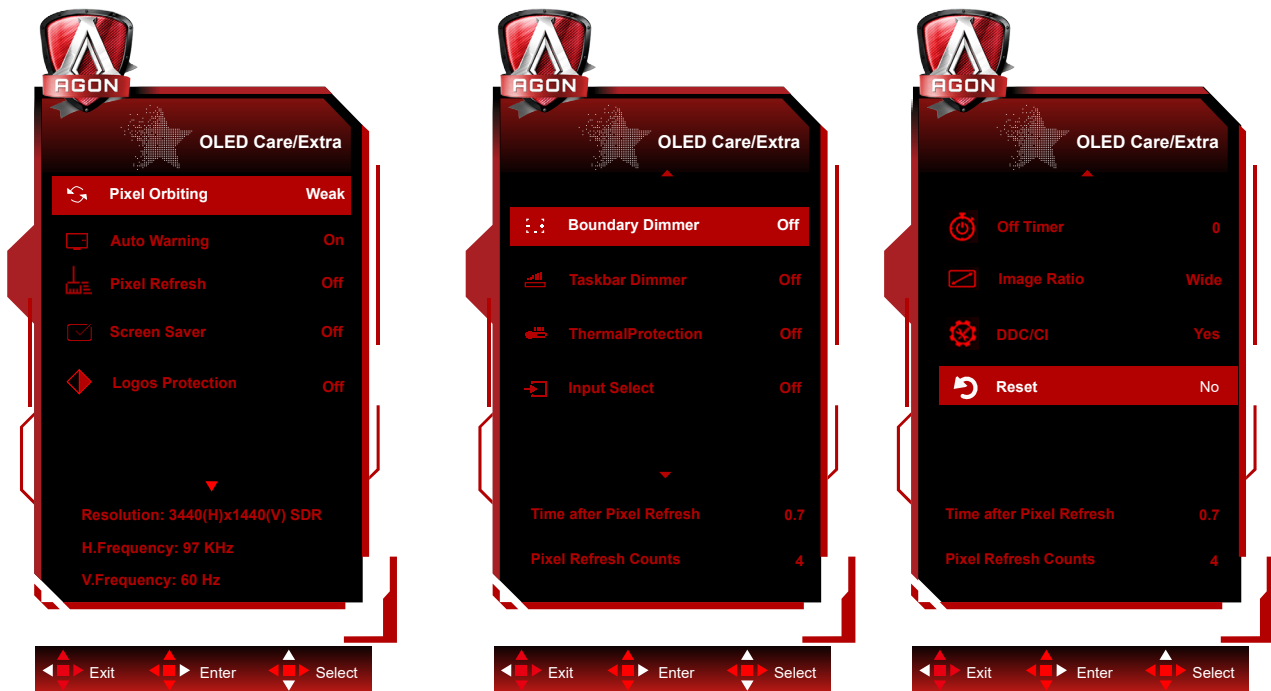 AGON
OLED Care/Extra
Pixel Orbiting Weak
Auto Warning On
Pixel Refresh Off
Screen Saver Off
Logos Protection Off
Resolution: 3440(H)x1440(V) SDR
H.Frequency: 97 KHz
V.Frequency: 60 Hz
Exit Enter Select
AGON
OLED Care/Extra
Boundary Dimmer Off
Taskbar Dimmer Off
ThermalProtection Off
Input Select Off
Time after Pixel Refresh 0.7
Pixel Refresh Counts 4
Exit Enter Select
AGON
OLED Care/Extra
Off Timer 0
Image Ratio Wide
DDC/CI Yes
Reset No
Time after Pixel Refresh 0.7
Pixel Refresh Counts 4
Exit Enter Select